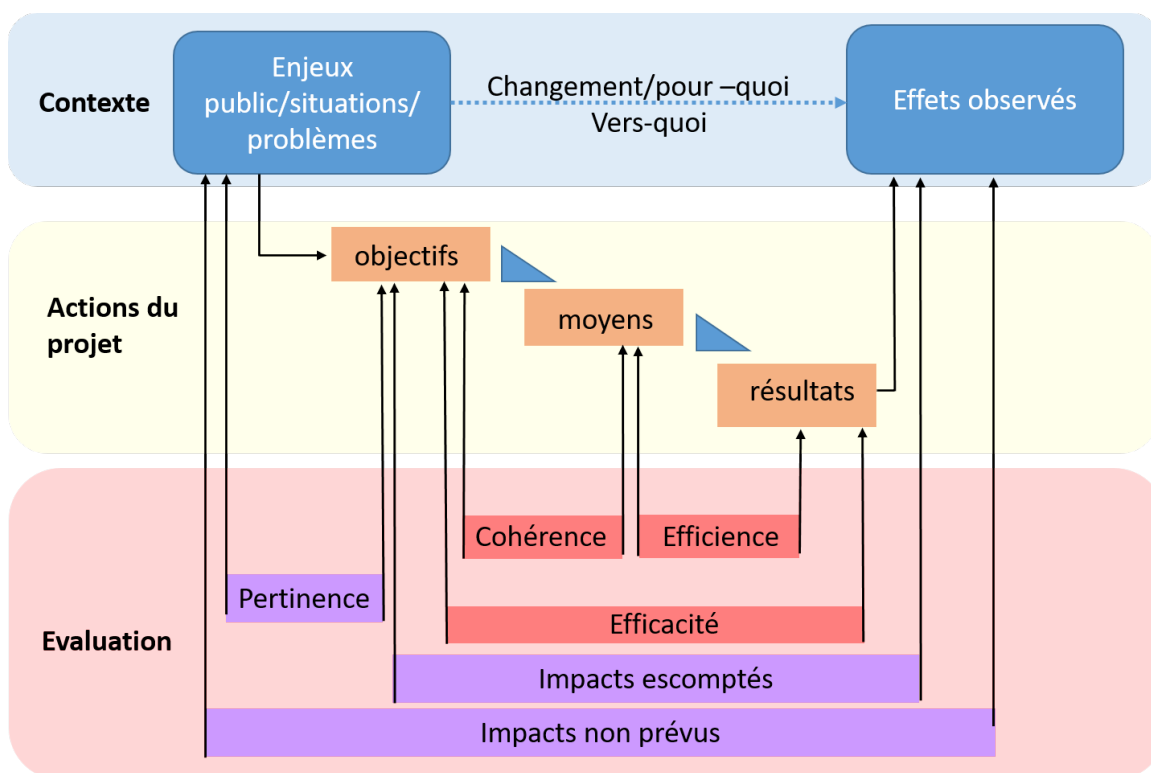 Contexte
Enjeux
public/situations/
problèmes
Changement/pour –quoi
Vers-quoi
Effets observés
Actions du
projet
objectifs
moyens
résultats
Evaluation
Cohérence
Efficience
Pertinence
Efficacité
Impacts escomptés
Impacts non prévus